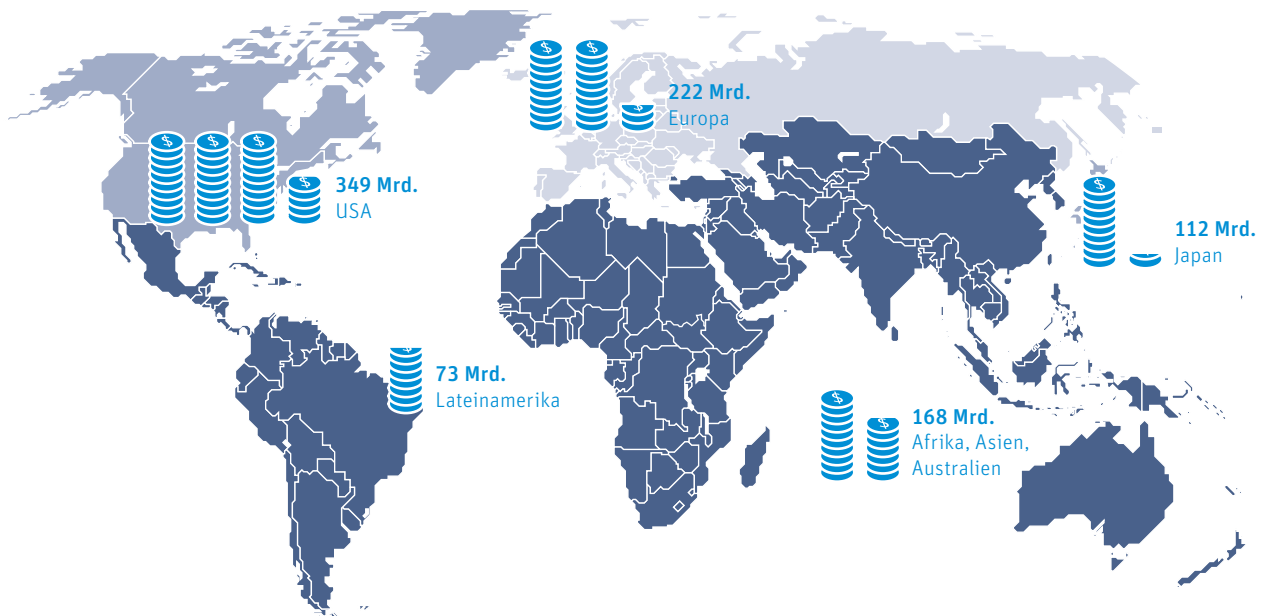 222 Mrd.
Europa
349 Mrd.
USA
112 Mrd.
Japan
73 Mrd.
Lateinamerika
168 Mrd.
Afrika, Asien,
Australien